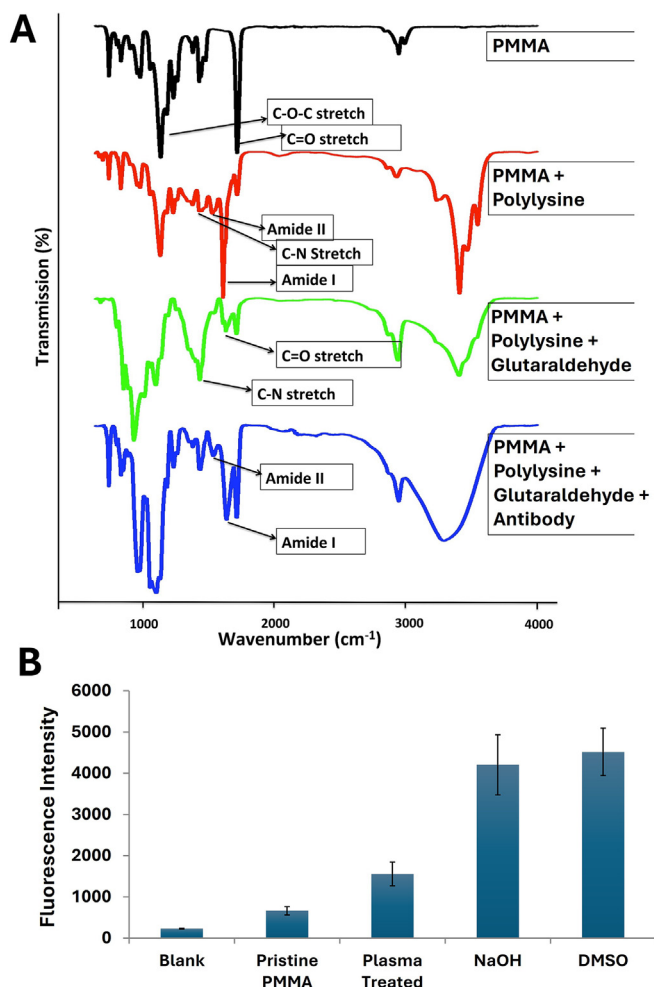 A
PMMA
C-O-C stretch
C=O stretch
PMMA +
Polylysine
Amide II
C-N Stretch
Amide I
PMMA +
Polylysine +
Glutaraldehyde
C=O stretch
C-N stretch
PMMA +
Polylysine +
Glutaraldehyde +
Antibody
Amide II
Amide I
Transmission (%)
1000 2000 3000 4000
Wavenumber (cm⁻¹)
B
6000
5000
4000
3000
2000
1000
0
Fluorescence Intensity
Blank Pristine PMMA Plasma Treated NaOH DMSO